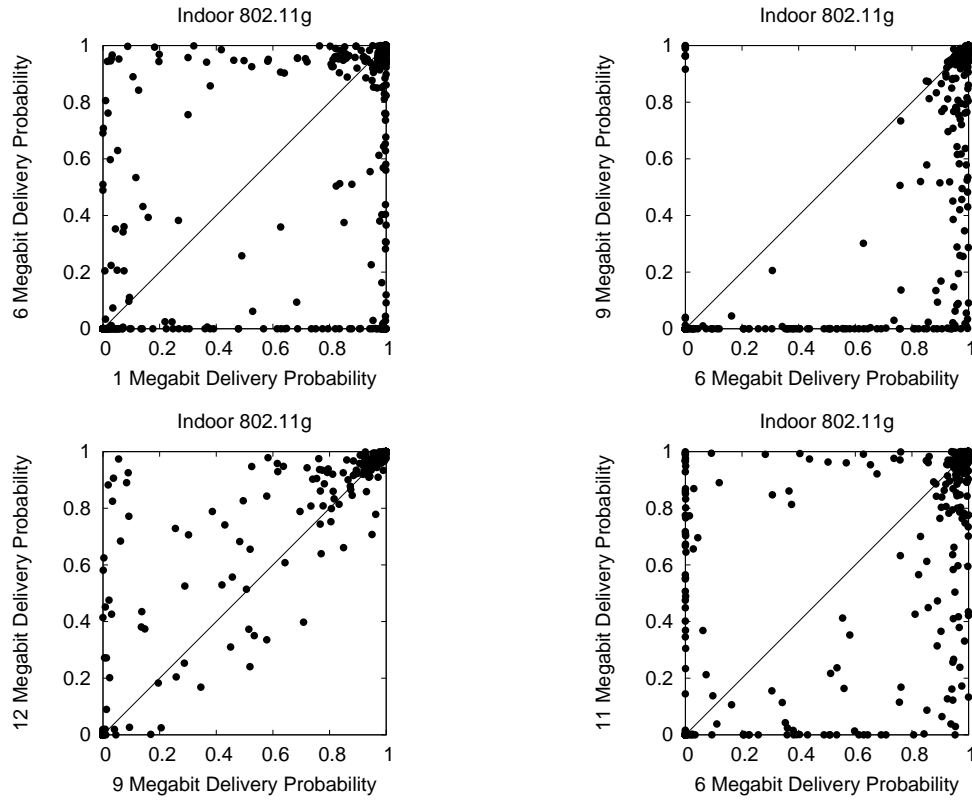 Indoor 802.11g
1
0.8
0.6
0.4
0.2
0
0 0.2 0.4 0.6 0.8 1
6 Megabit Delivery Probability
1 Megabit Delivery Probability
Indoor 802.11g
1
0.8
0.6
0.4
0.2
0
0 0.2 0.4 0.6 0.8 1
9 Megabit Delivery Probability
6 Megabit Delivery Probability
Indoor 802.11g
1
0.8
0.6
0.4
0.2
0
0 0.2 0.4 0.6 0.8 1
12 Megabit Delivery Probability
9 Megabit Delivery Probability
Indoor 802.11g
1
0.8
0.6
0.4
0.2
0
0 0.2 0.4 0.6 0.8 1
11 Megabit Delivery Probability
6 Megabit Delivery Probability